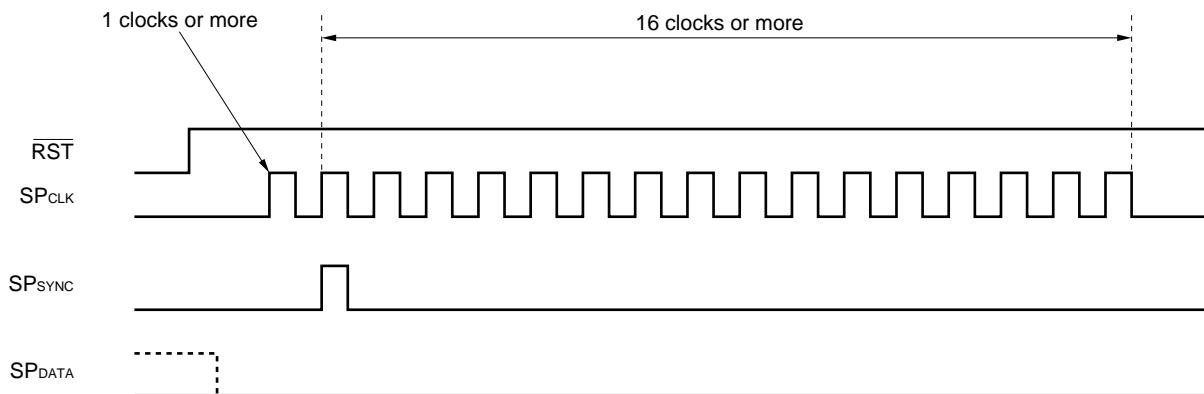 1 clocks or more
16 clocks or more
RST
SPCLK
SPSYNC
SPDATA